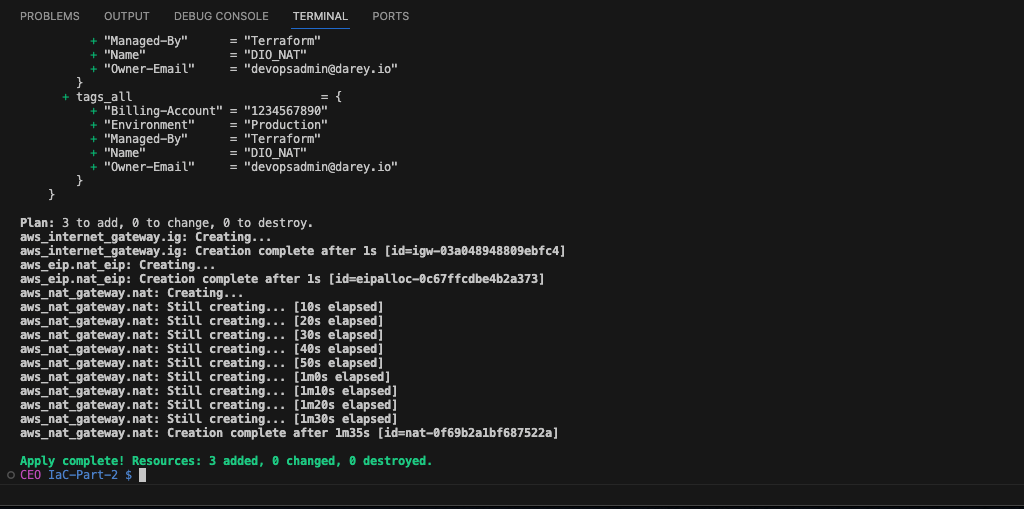 PROBLEMS OUTPUT DEBUG CONSOLE TERMINAL PORTS
+ "Managed-By" = "Terraform"
+ "Name" = "DIO_NAT"
+ "Owner-Email" = "devopsadmin@darey.io"
}
+ tags_all = {
+ "Billing-Account" = "1234567890"
+ "Environment" = "Production"
+ "Managed-By" = "Terraform"
+ "Name" = "DIO_NAT"
+ "Owner-Email" = "devopsadmin@darey.io"
}
}
Plan: 3 to add, 0 to change, 0 to destroy.
aws_internet_gateway.ig: Creating...
aws_internet_gateway.ig: Creation complete after 1s [id=igw-03a048948809ebfc4]
aws_eip.nat_eip: Creating...
aws_eip.nat_eip: Creation complete after 1s [id=eipalloc-0c67ffcdbe4b2a373]
aws_nat_gateway.nat: Creating...
aws_nat_gateway.nat: Still creating... [10s elapsed]
aws_nat_gateway.nat: Still creating... [20s elapsed]
aws_nat_gateway.nat: Still creating... [30s elapsed]
aws_nat_gateway.nat: Still creating... [40s elapsed]
aws_nat_gateway.nat: Still creating... [50s elapsed]
aws_nat_gateway.nat: Still creating... [1m0s elapsed]
aws_nat_gateway.nat: Still creating... [1m10s elapsed]
aws_nat_gateway.nat: Still creating... [1m20s elapsed]
aws_nat_gateway.nat: Still creating... [1m30s elapsed]
aws_nat_gateway.nat: Creation complete after 1m35s [id=nat-0f69b2a1bf687522a]
Apply complete! Resources: 3 added, 0 changed, 0 destroyed.
CEO IaC-Part-2 $